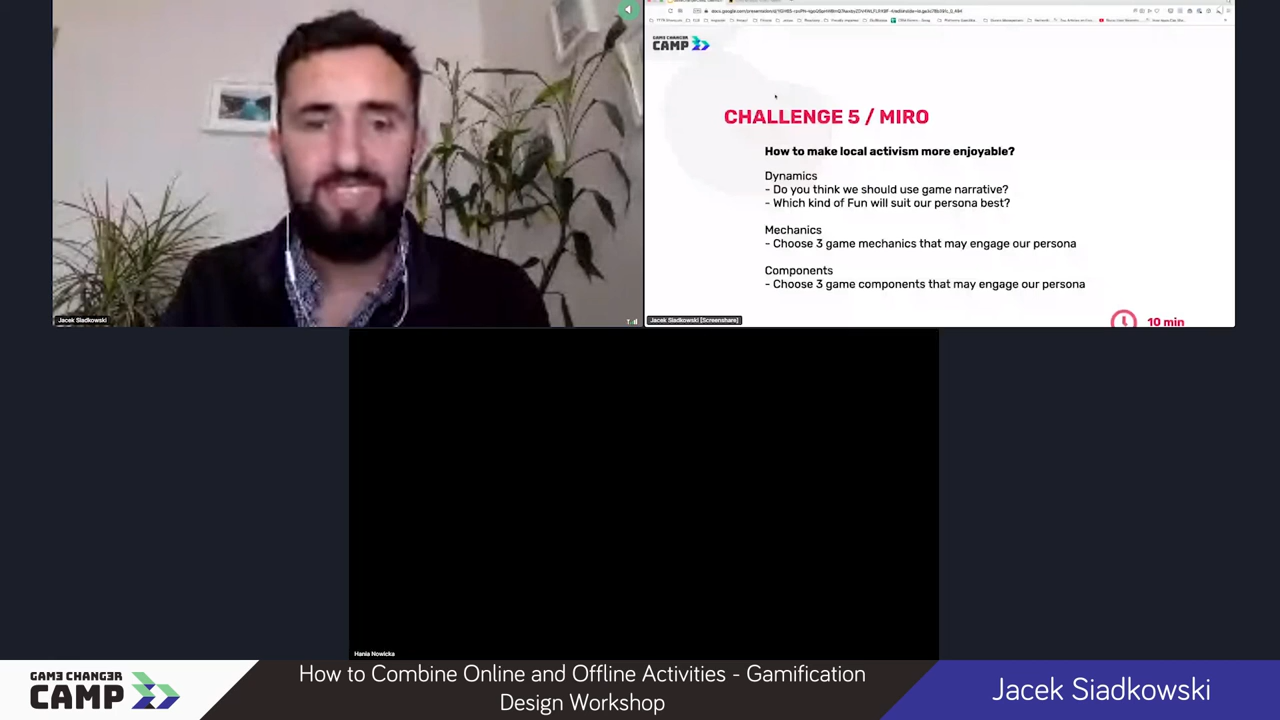 GAME CHANGER
CAMP
CHALLENGE 5 / MIRO
How to make local activism more enjoyable?
Dynamics
- Do you think we should use game narrative?
- Which kind of Fun will suit our persona best?
Mechanics
- Choose 3 game mechanics that may engage our persona
Components
- Choose 3 game components that may engage our persona
10 min
Jacek Siadkowski
Jacek Siadkowski [Screenshare]
Hania Nowicka
GAME CHANGER
CAMP
How to Combine Online and Offline Activities - Gamification
Design Workshop
Jacek Siadkowski